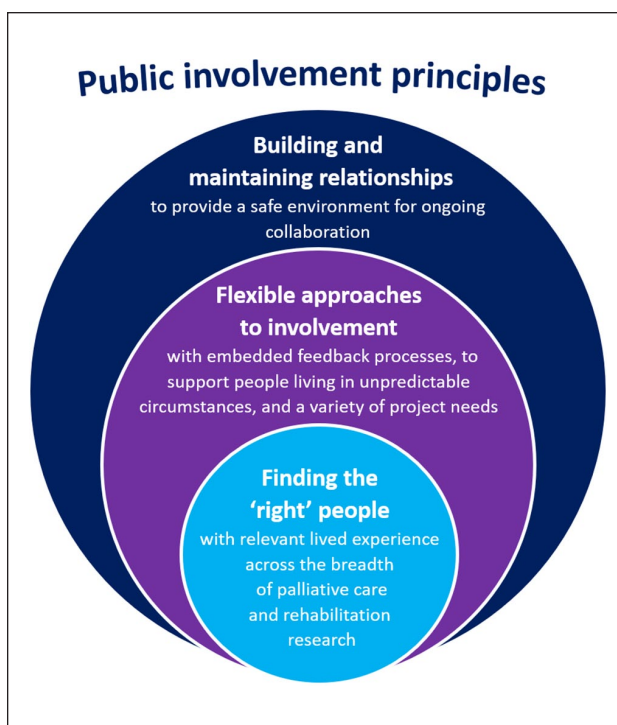 Public involvement principles
Building and
maintaining relationships
to provide a safe environment for ongoing
collaboration
Flexible approaches
to involvement
with embedded feedback processes, to
support people living in unpredictable
circumstances, and a variety of project needs
Finding the
‘right’ people
with relevant lived experience
across the breadth
of palliative care
and rehabilitation
research